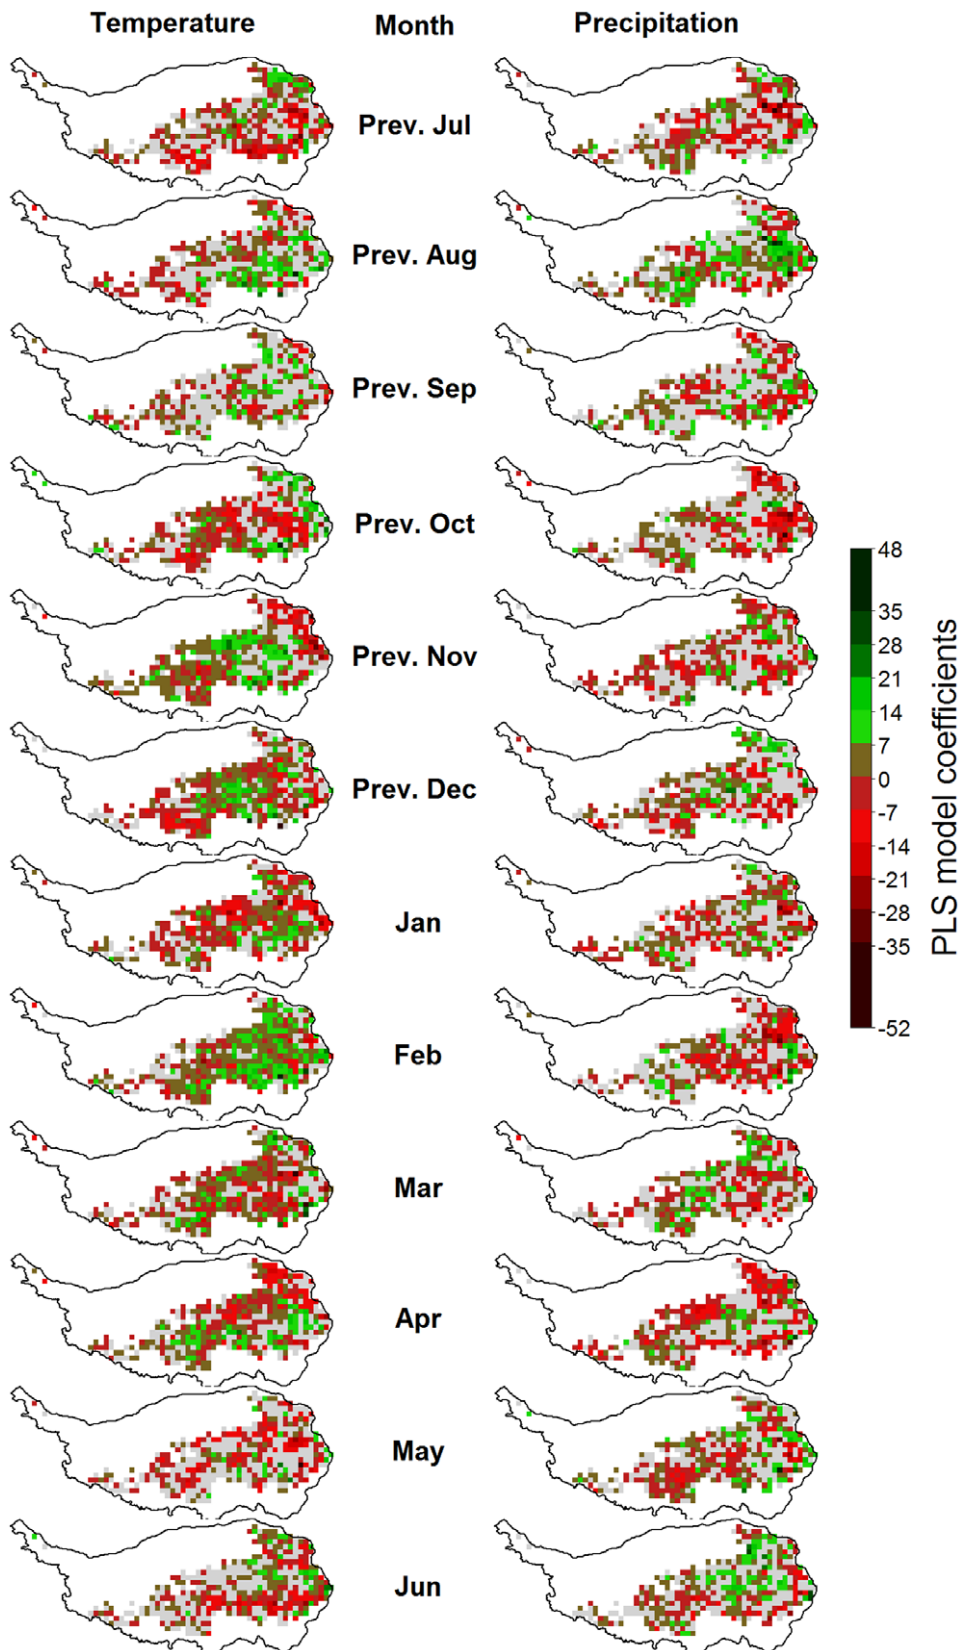 Temperature Month Precipitation
Prev. Jul
Prev. Aug
Prev. Sep
Prev. Oct
Prev. Nov
Prev. Dec
Jan
Feb
Mar
Apr
May
Jun
48
35
28
21
14
7
0
-7
-14
-21
-28
-35
-52
PLS model coefficients